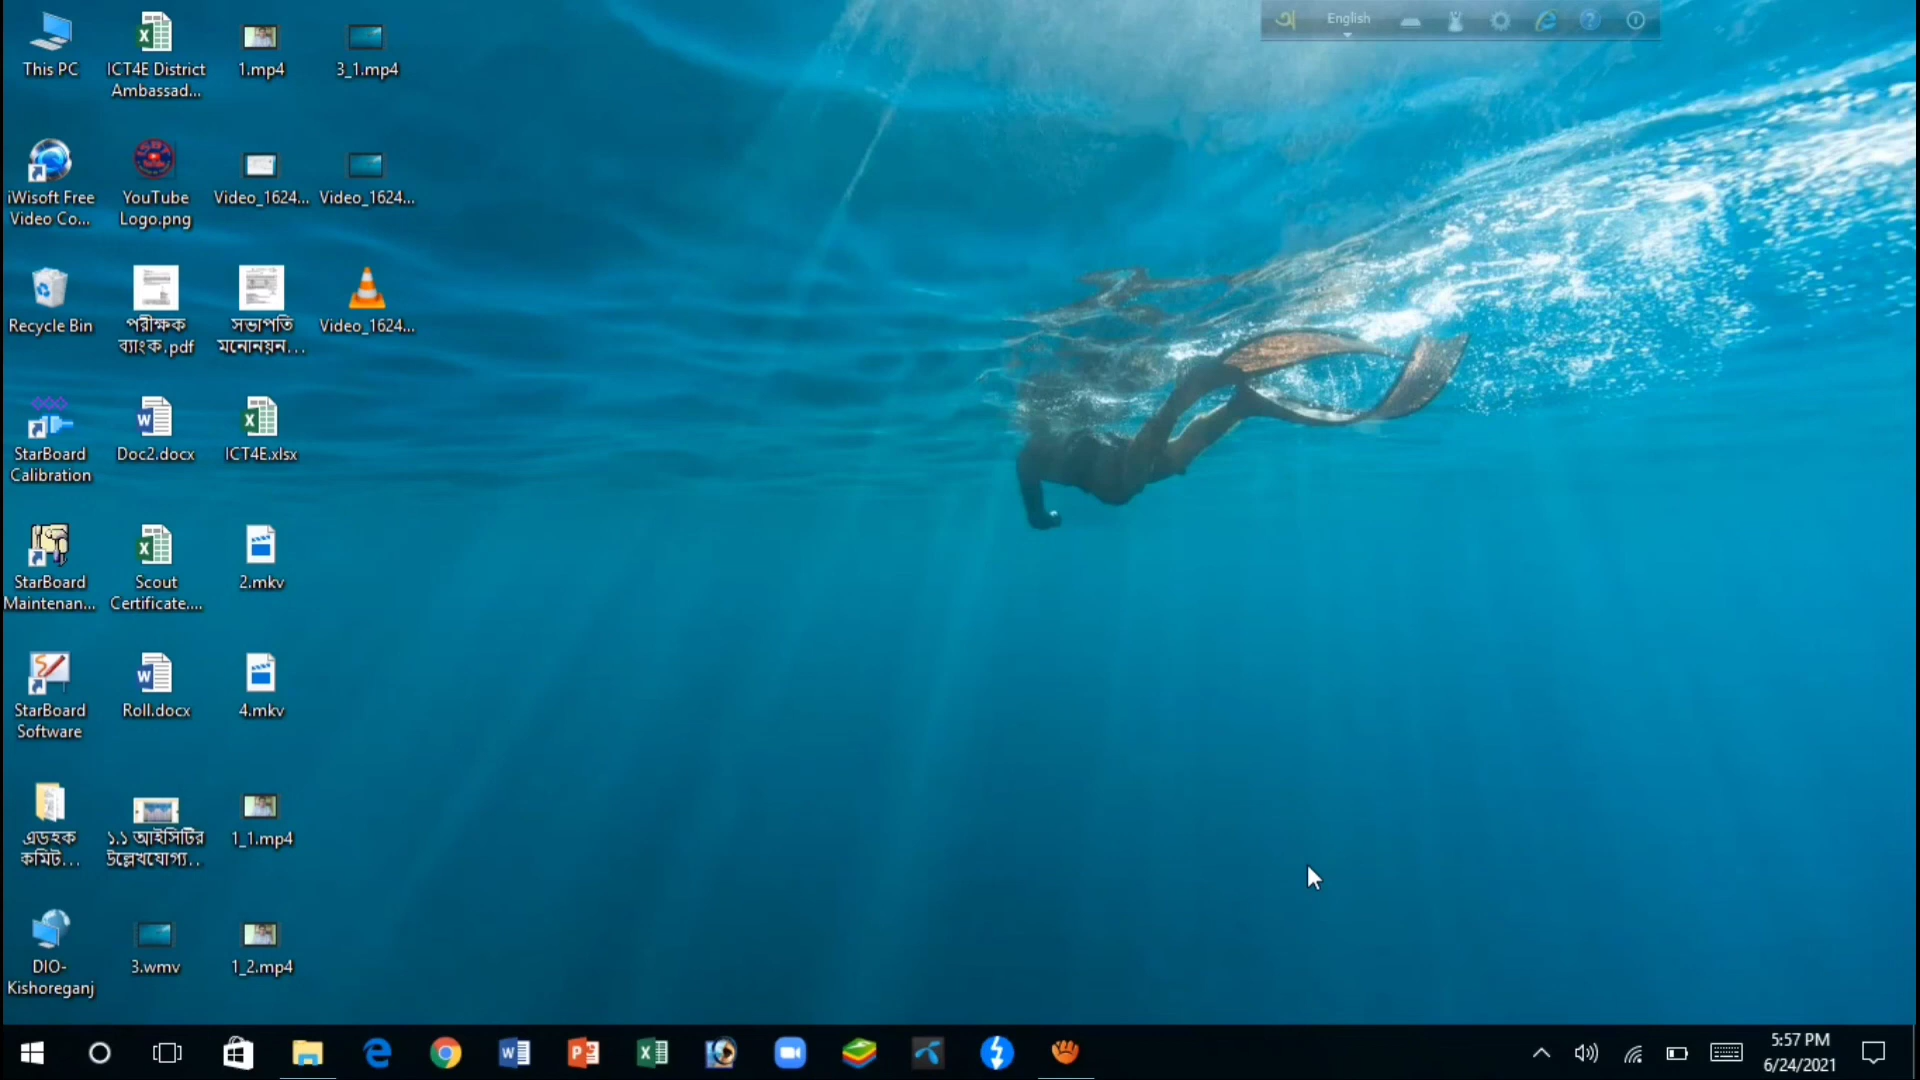 This PC
ICT4E District
Ambassad...
1.mp4
3_1.mp4
English
iWisoft Free
Video Co...
YouTube
Logo.png
Video_1624...
Video_1624...
Recycle Bin
পরীক্ষক
ব্যাংক.pdf
সভাপতি
মনোনয়ন...
Video_1624...
StarBoard
Calibration
Doc2.docx
ICT4E.xlsx
StarBoard
Maintenan...
Scout
Certificate....
2.mkv
StarBoard
Software
Roll.docx
4.mkv
এডহক
কমিট...
১.১ আইসিটির
উল্লেখযোগ্য...
1_1.mp4
DIO-
Kishoreganj
3.wmv
1_2.mp4
5:57 PM
6/24/2021